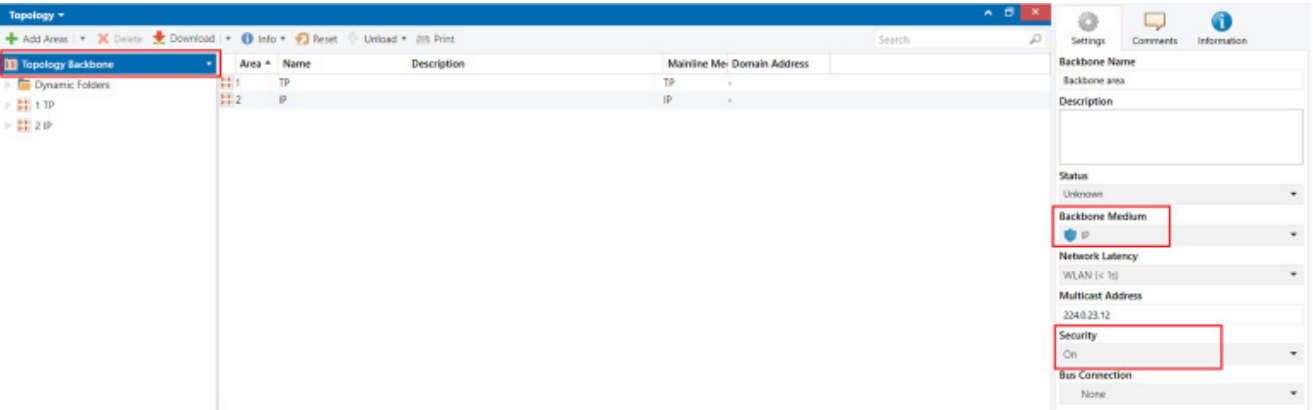 Topology
Add Areas Delete Download Info Reset Unload Print Search
Topology Backbone
Dynamic Folders
1 TP
2 IP
Area Name Description Mainline Me Domain Address
1 TP TP -
2 IP IP -
Settings Comments Information
Backbone Name
Backbone area
Description
Status
Unknown
Backbone Medium
IP
Network Latency
WLAN (< 1s)
Multicast Address
224.0.23.12
Security
On
Bus Connection
None